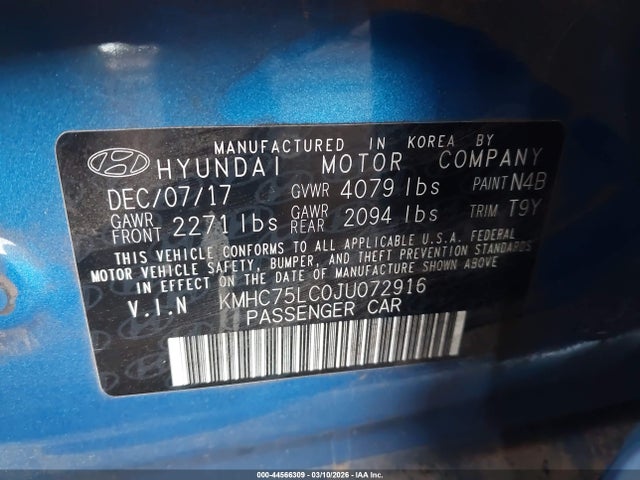 MANUFACTURED IN KOREA BY
HYUNDAI MOTOR COMPANY
DEC/07/17 GVWR 4079 lbs PAINT N4B
GAWR FRONT 2271 lbs GAWR REAR 2094 lbs TRIM T9Y
THIS VEHICLE CONFORMS TO ALL APPLICABLE U.S.A. FEDERAL
MOTOR VEHICLE SAFETY, BUMPER, AND THEFT PREVENTION STANDARDS
IN EFFECT ON THE DATE OF MANUFACTURE SHOWN ABOVE
V.I.N KMHC75LC0JU072916
PASSENGER CAR
000-44566309 - 03/10/2026 - IAA Inc.